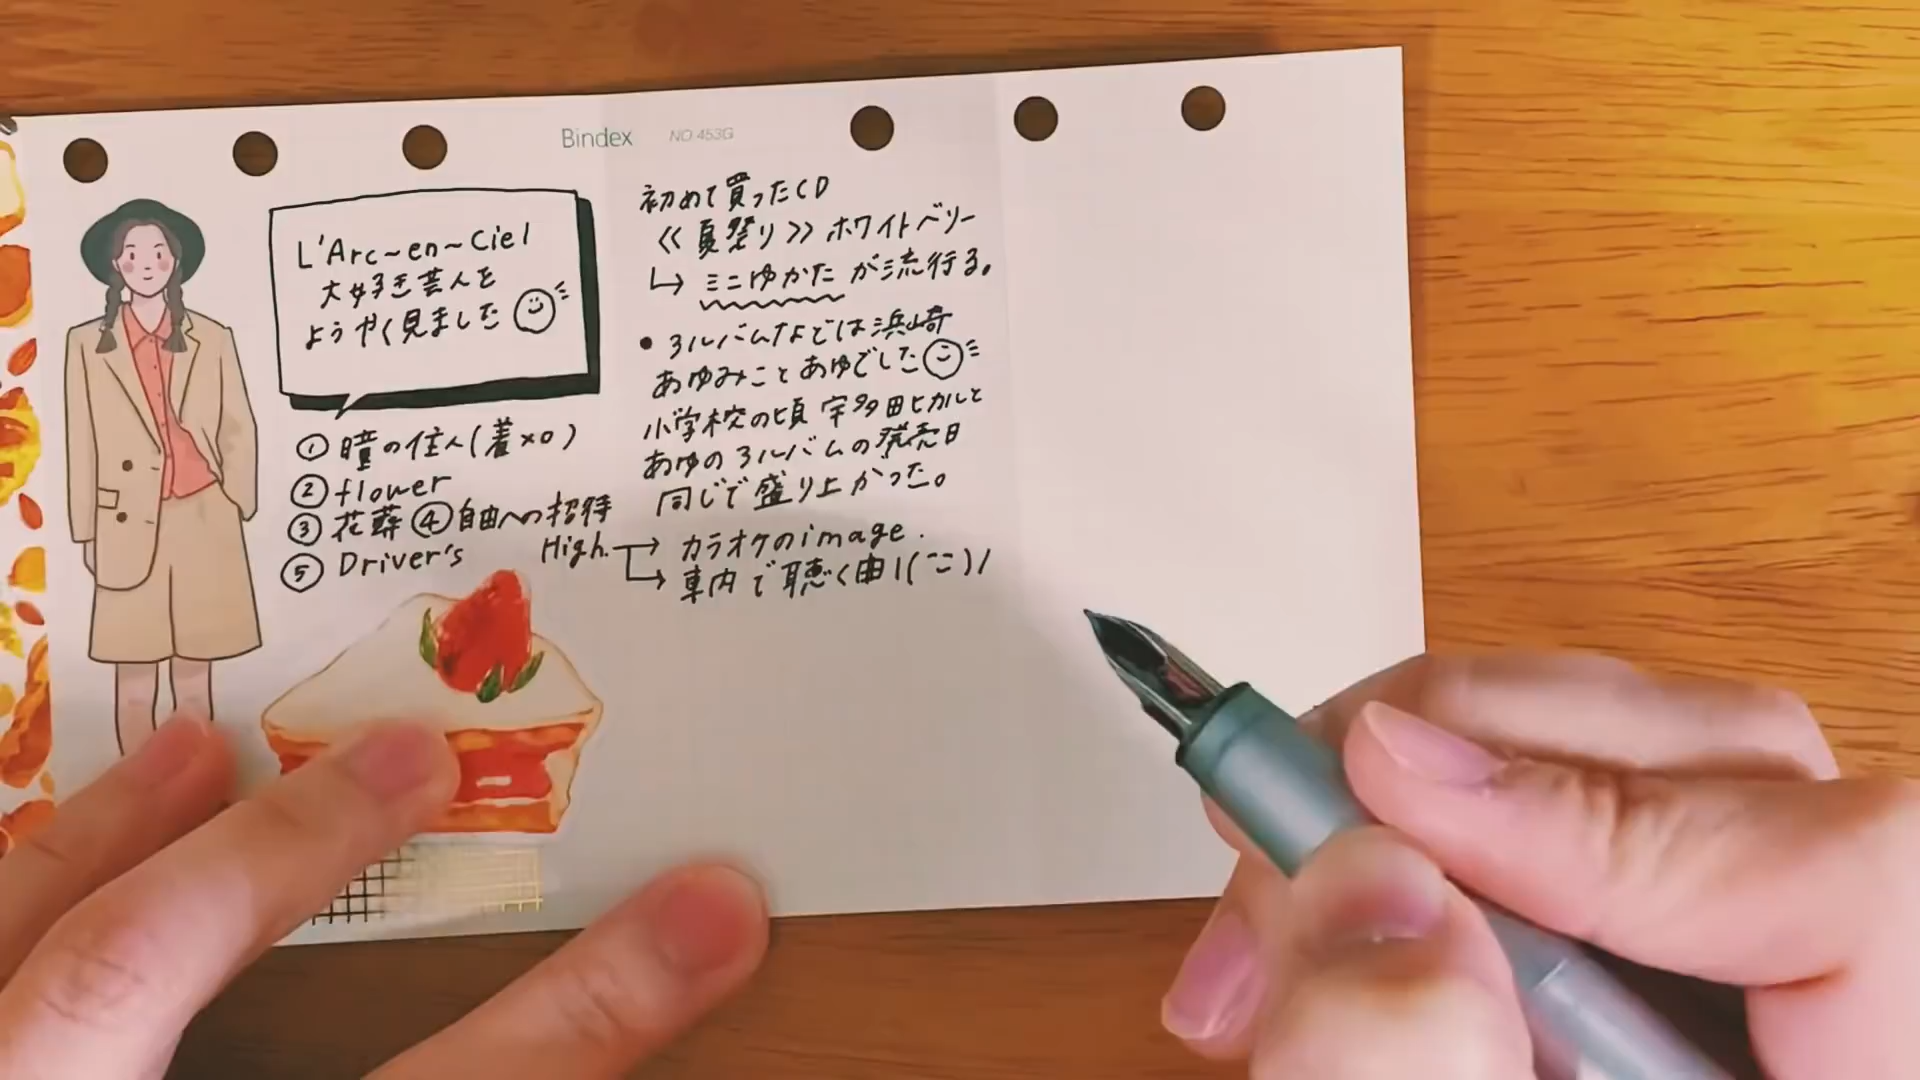 Bindex NO.453G
L'Arc~en~Ciel
大好き芸人を
ようやく見ました
① 瞳の住人(着×0)
② flower
③ 花葬 ④ 自由への招待
⑤ Driver's High.
初めて買ったCD
《夏祭り》ホワイトベリー
↳ ミニゆかた が流行る。
• アルバムなどは浜崎
あゆみことあゆでした
小学校の頃 宇多田ヒカルと
あゆのアルバムの発売日
同じで盛り上がった。
→ カラオケのimage.
→ 車内で聴く曲!(ここ)/